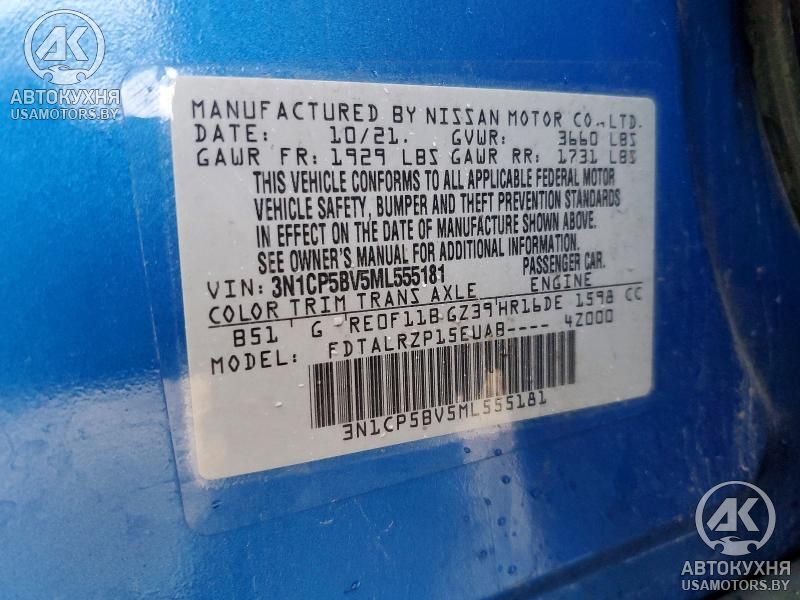 AK
АВТОКУХНЯ
USAMOTORS.BY
MANUFACTURED BY NISSAN MOTOR CO.,LTD.
DATE: 10/21. GVWR: 3660 LBS
GAWR FR: 1929 LBS GAWR RR: 1731 LBS
THIS VEHICLE CONFORMS TO ALL APPLICABLE FEDERAL MOTOR
VEHICLE SAFETY, BUMPER AND THEFT PREVENTION STANDARDS
IN EFFECT ON THE DATE OF MANUFACTURE SHOWN ABOVE.
SEE OWNER'S MANUAL FOR ADDITIONAL INFORMATION.
VIN: 3N1CP5BV5ML555181 PASSENGER CAR.
COLOR TRIM TRANS AXLE ENGINE
B51 G RE0F11B GZ39 HR16DE 1598 CC
MODEL: FDTALRZP15EUAB---- 4Z000
3N1CP5BV5ML555181
AK
АВТОКУХНЯ
USAMOTORS.BY